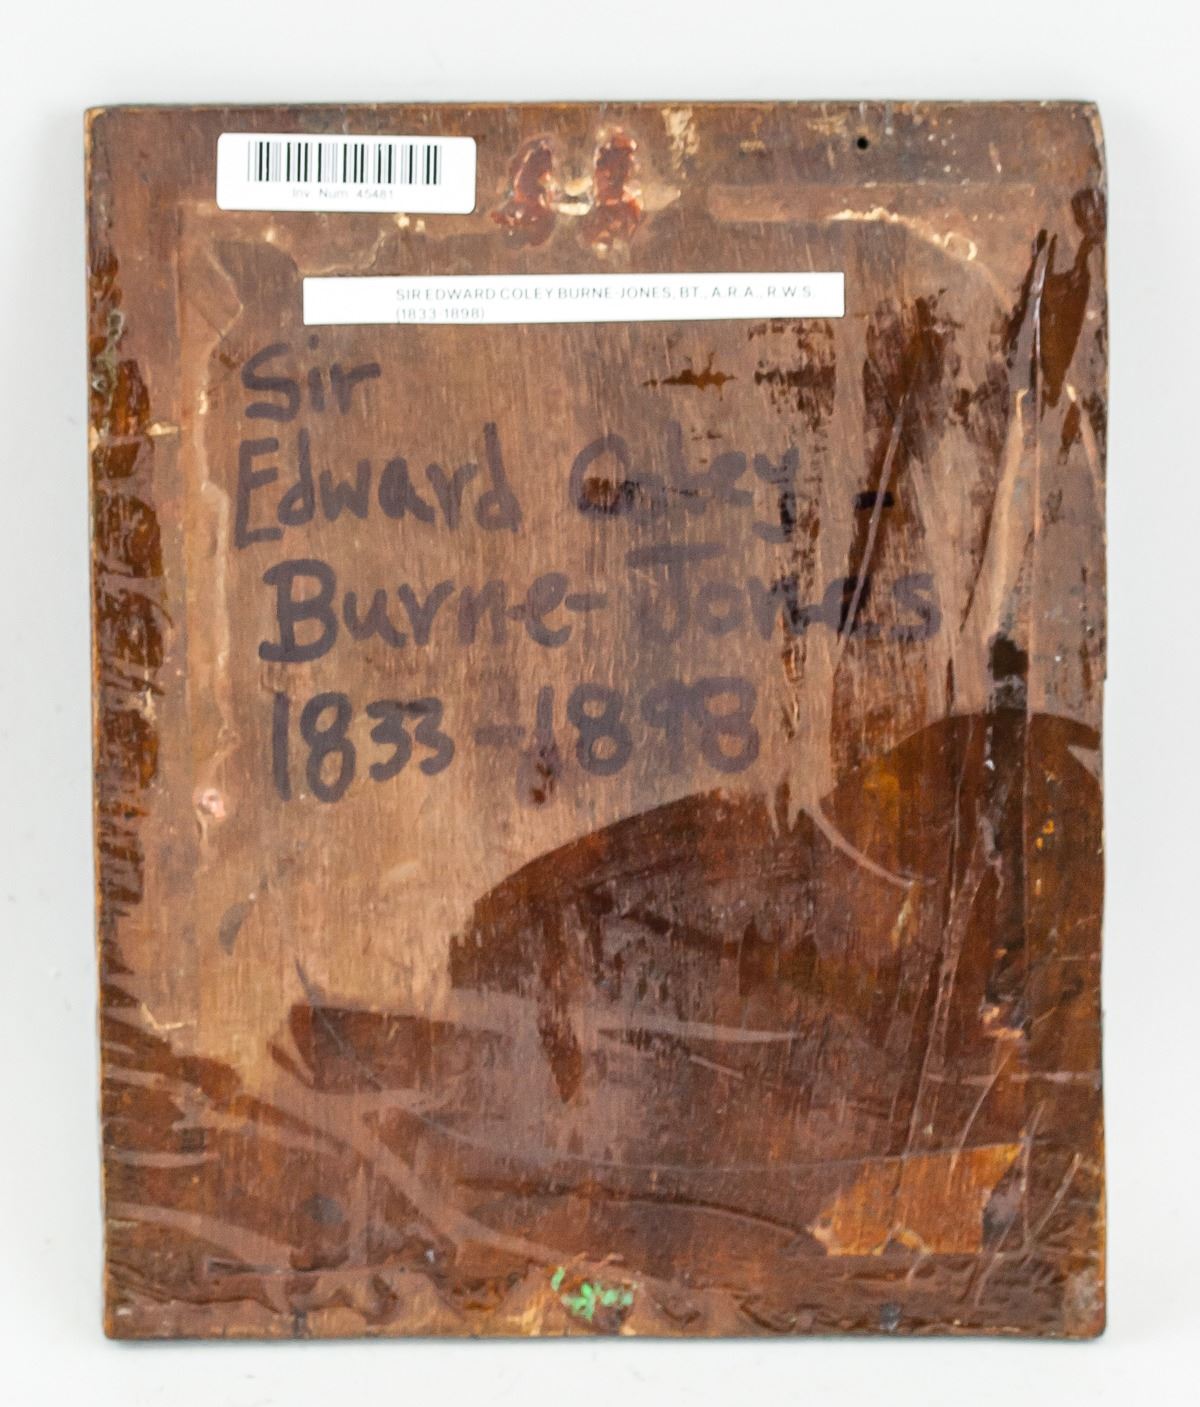 Inv. Num. 45481
SIR EDWARD COLEY BURNE-JONES, BT., A.R.A., R.W.S.
(1833-1898)
Sir
Edward Coley -
Burne-Jones
1833-1898